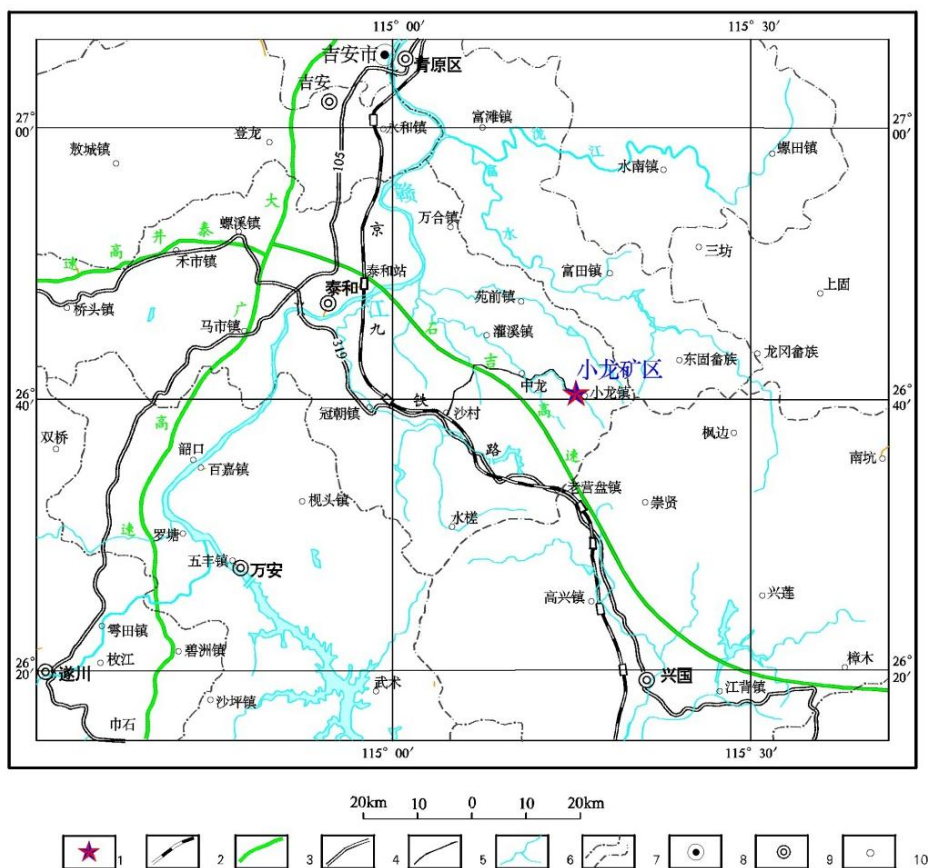 115° 00′
115° 30′
吉安市
青原区
吉安
27°
00′
永和镇
富滩镇
敖城镇
登龙
105
螺田镇
水南镇
泷
江
富
水
赣
江
万合镇
大
广
高
速
螺溪镇
禾市镇
速 高 井 泰
京
九
铁
路
三坊
富田镇
泰和站
泰和
苑前镇
上固
桥头镇
马市镇
319
灌溪镇
石
吉
高
速
东固畲族
龙冈畲族
小龙矿区
中龙
小龙镇
26°
40′
冠朝镇
沙村
双桥
枫边
南坑
韶口
百嘉镇
老营盘镇
枧头镇
崇贤
水槎
罗塘
五丰镇
万安
高兴镇
兴莲
雩田镇
碧洲镇
枚江
遂川
26°
20′
樟木
兴国
武术
江背镇
沙坪镇
巾石
115° 00′
115° 30′
20km 10 0 10 20km
1 2 3 4 5 6 7 8 9 10